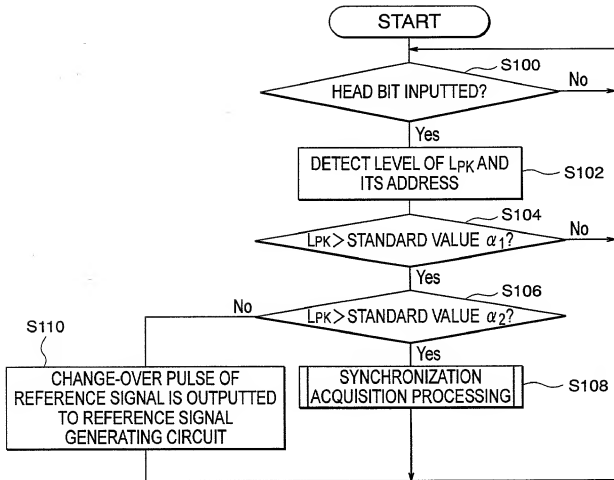 START
S100
HEAD BIT INPUTTED?
No
Yes
DETECT LEVEL OF LPK AND
ITS ADDRESS
S102
S104
LPK > STANDARD VALUE α1?
No
Yes
S106
No
LPK > STANDARD VALUE α2?
S110
Yes
CHANGE-OVER PULSE OF
REFERENCE SIGNAL IS OUTPUTTED
TO REFERENCE SIGNAL
GENERATING CIRCUIT
SYNCHRONIZATION
ACQUISITION PROCESSING
S108